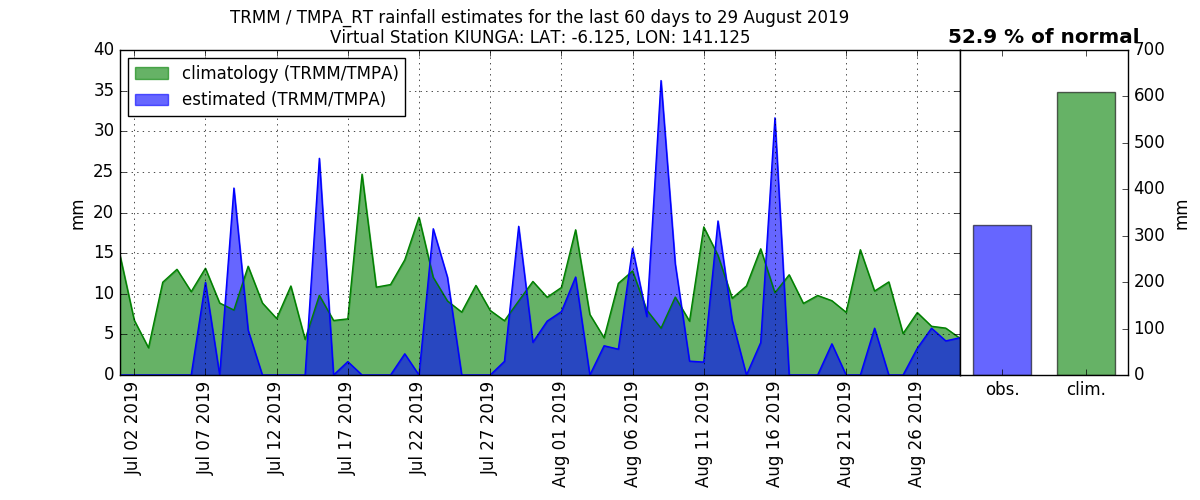 TRMM / TMPA_RT rainfall estimates for the last 60 days to 29 August 2019
Virtual Station KIUNGA: LAT: -6.125, LON: 141.125
52.9 % of normal
climatology (TRMM/TMPA)
estimated (TRMM/TMPA)
40
35
30
25
20
15
10
5
0
mm
Jul 02 2019
Jul 07 2019
Jul 12 2019
Jul 17 2019
Jul 22 2019
Jul 27 2019
Aug 01 2019
Aug 06 2019
Aug 11 2019
Aug 16 2019
Aug 21 2019
Aug 26 2019
700
600
500
400
300
200
100
0
mm
obs.
clim.